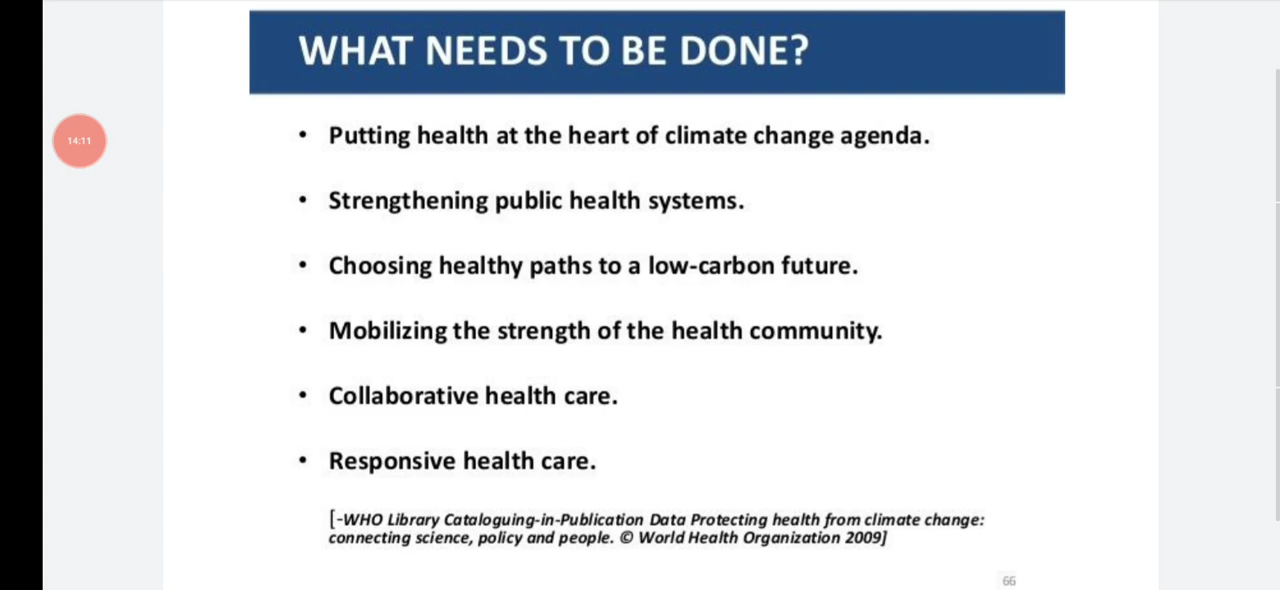 WHAT NEEDS TO BE DONE?
14:11
• Putting health at the heart of climate change agenda.
• Strengthening public health systems.
• Choosing healthy paths to a low-carbon future.
• Mobilizing the strength of the health community.
• Collaborative health care.
• Responsive health care.
[-WHO Library Cataloguing-in-Publication Data Protecting health from climate change:
connecting science, policy and people. © World Health Organization 2009]
66